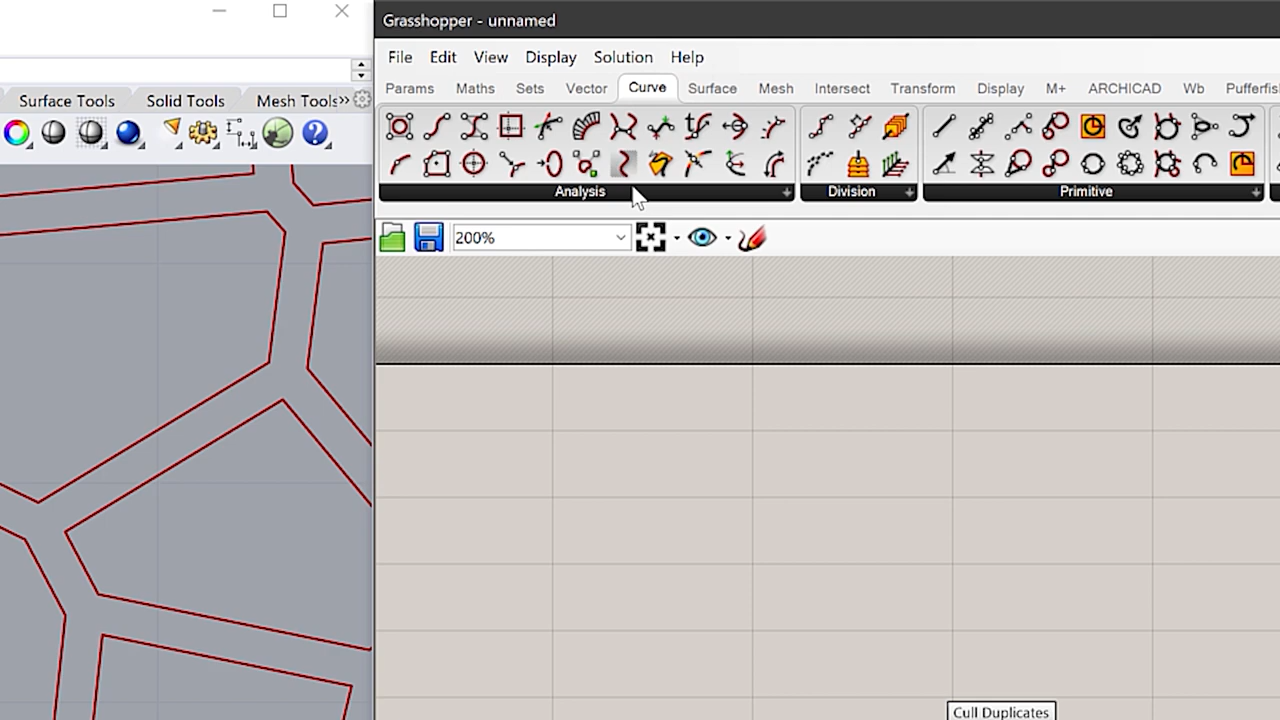 Grasshopper - unnamed
File Edit View Display Solution Help
Surface Tools Solid Tools Mesh Tools
Params Maths Sets Vector Curve Surface Mesh Intersect Transform Display M+ ARCHICAD Wb Pufferfis
Analysis Division Primitive
200%
Cull Duplicates